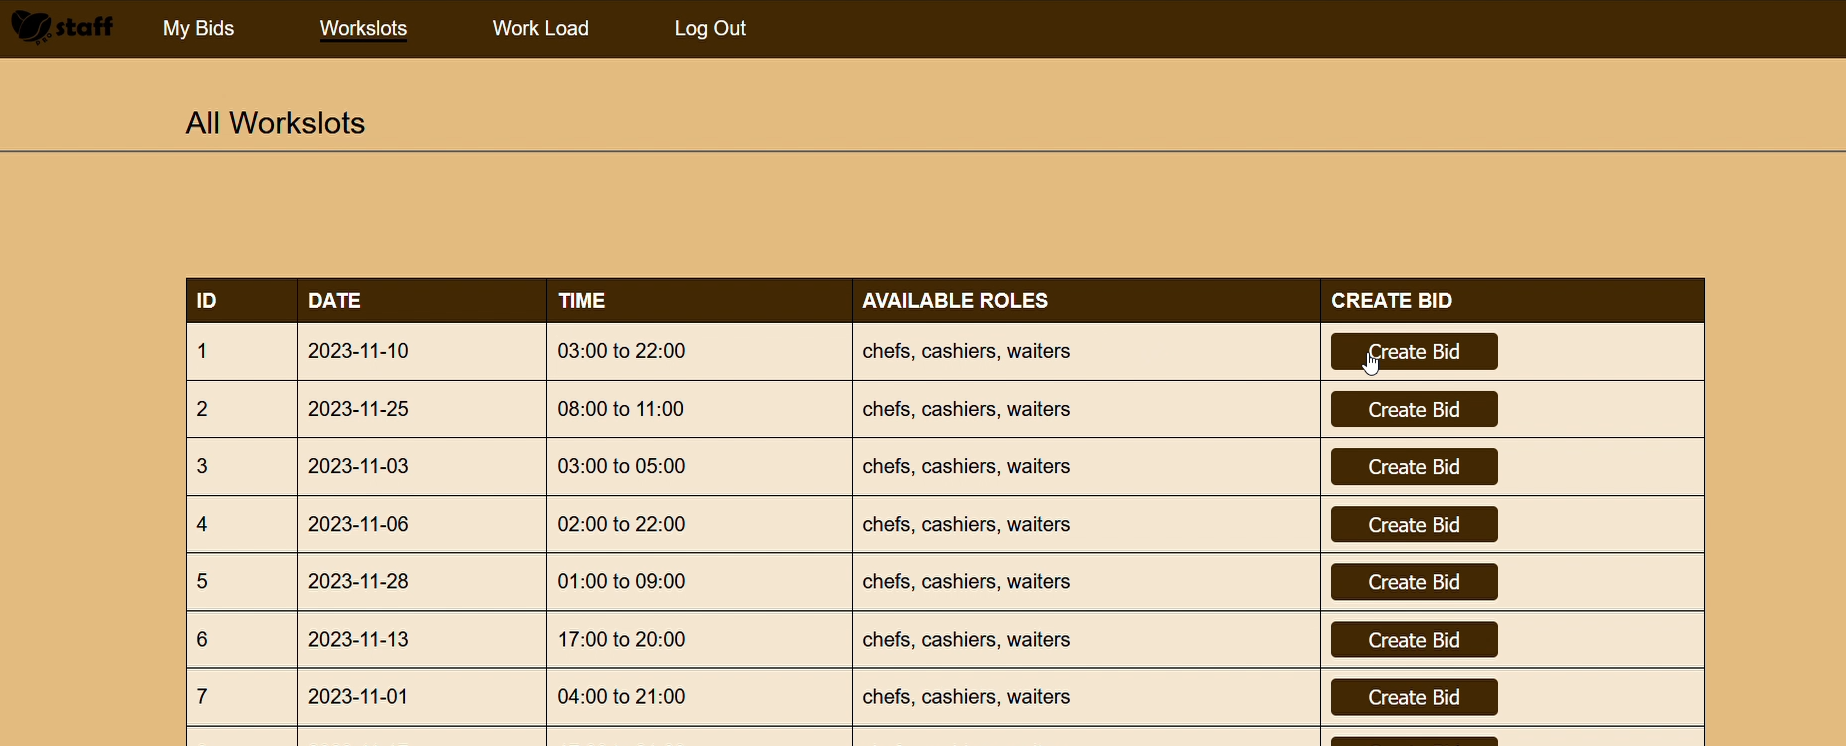 staff My Bids Workslots Work Load Log Out
All Workslots
ID DATE TIME AVAILABLE ROLES CREATE BID
1 2023-11-10 03:00 to 22:00 chefs, cashiers, waiters Create Bid
2 2023-11-25 08:00 to 11:00 chefs, cashiers, waiters Create Bid
3 2023-11-03 03:00 to 05:00 chefs, cashiers, waiters Create Bid
4 2023-11-06 02:00 to 22:00 chefs, cashiers, waiters Create Bid
5 2023-11-28 01:00 to 09:00 chefs, cashiers, waiters Create Bid
6 2023-11-13 17:00 to 20:00 chefs, cashiers, waiters Create Bid
7 2023-11-01 04:00 to 21:00 chefs, cashiers, waiters Create Bid